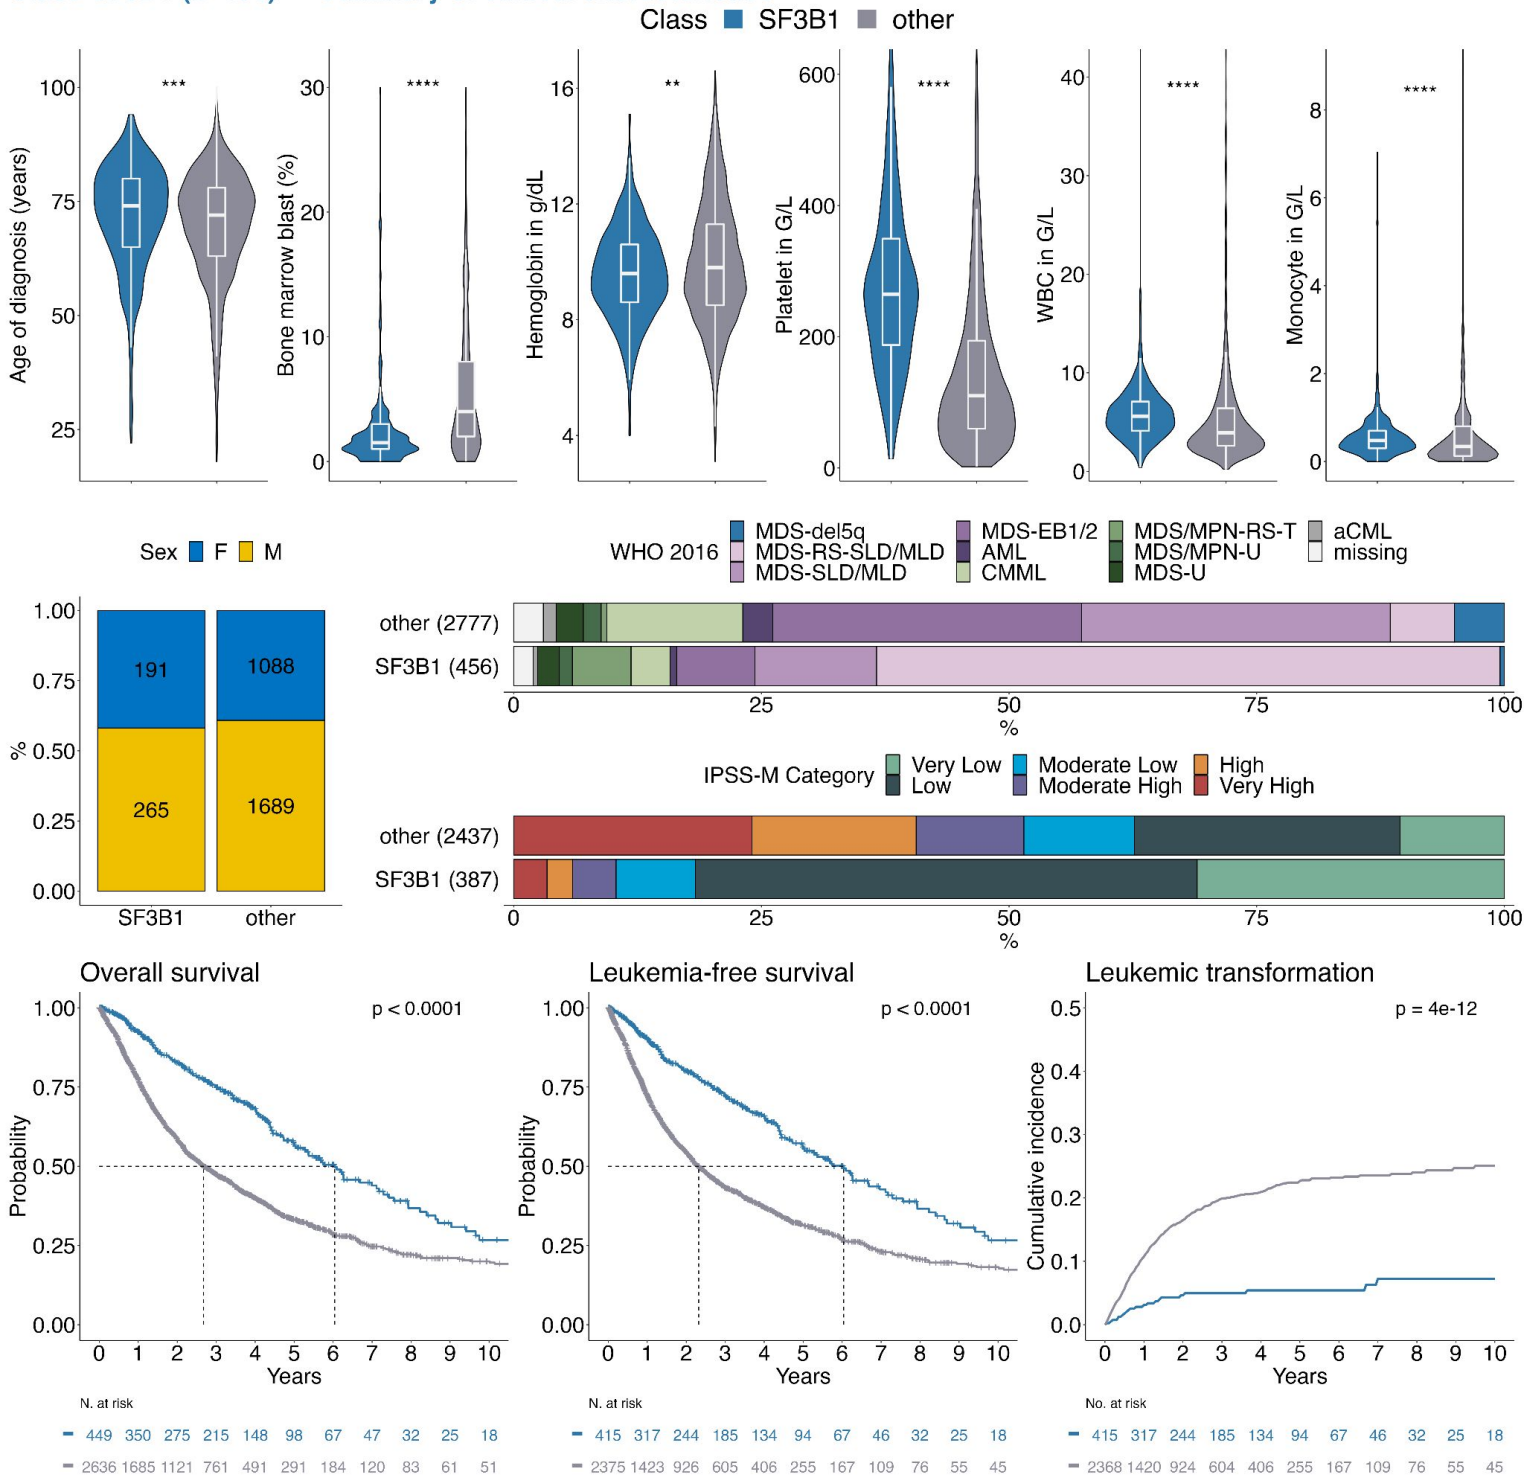 Class SF3B1 other
Age of diagnosis (years)
100
75
50
25
***
Bone marrow blast (%)
30
20
10
0
****
Hemoglobin in g/dL
16
12
8
4
**
Platelet in G/L
600
400
200
0
****
WBC in G/L
40
30
20
10
0
****
Monocyte in G/L
8
6
4
2
0
****
Sex F M
%
1.00
0.75
0.50
0.25
0.00
191
1088
265
1689
SF3B1 other
WHO 2016
MDS-del5q MDS-EB1/2 MDS/MPN-RS-T aCML
MDS-RS-SLD/MLD AML MDS/MPN-U missing
MDS-SLD/MLD CMML MDS-U
other (2777)
SF3B1 (456)
0 25 50 75 100
%
IPSS-M Category
Very Low Moderate Low High
Low Moderate High Very High
other (2437)
SF3B1 (387)
0 25 50 75 100
%
Overall survival
p < 0.0001
Probability
1.00
0.75
0.50
0.25
0.00
0 1 2 3 4 5 6 7 8 9 10
Years
N. at risk
449 350 275 215 148 98 67 47 32 25 18
2636 1685 1121 761 491 291 184 120 83 61 51
Leukemia-free survival
p < 0.0001
Probability
1.00
0.75
0.50
0.25
0.00
0 1 2 3 4 5 6 7 8 9 10
Years
N. at risk
415 317 244 185 134 94 67 46 32 25 18
2375 1423 926 605 406 255 167 109 76 55 45
Leukemic transformation
p = 4e-12
Cumulative incidence
0.5
0.4
0.3
0.2
0.1
0.0
0 1 2 3 4 5 6 7 8 9 10
Years
No. at risk
415 317 244 185 134 94 67 46 32 25 18
2368 1420 924 604 406 255 167 109 76 55 45